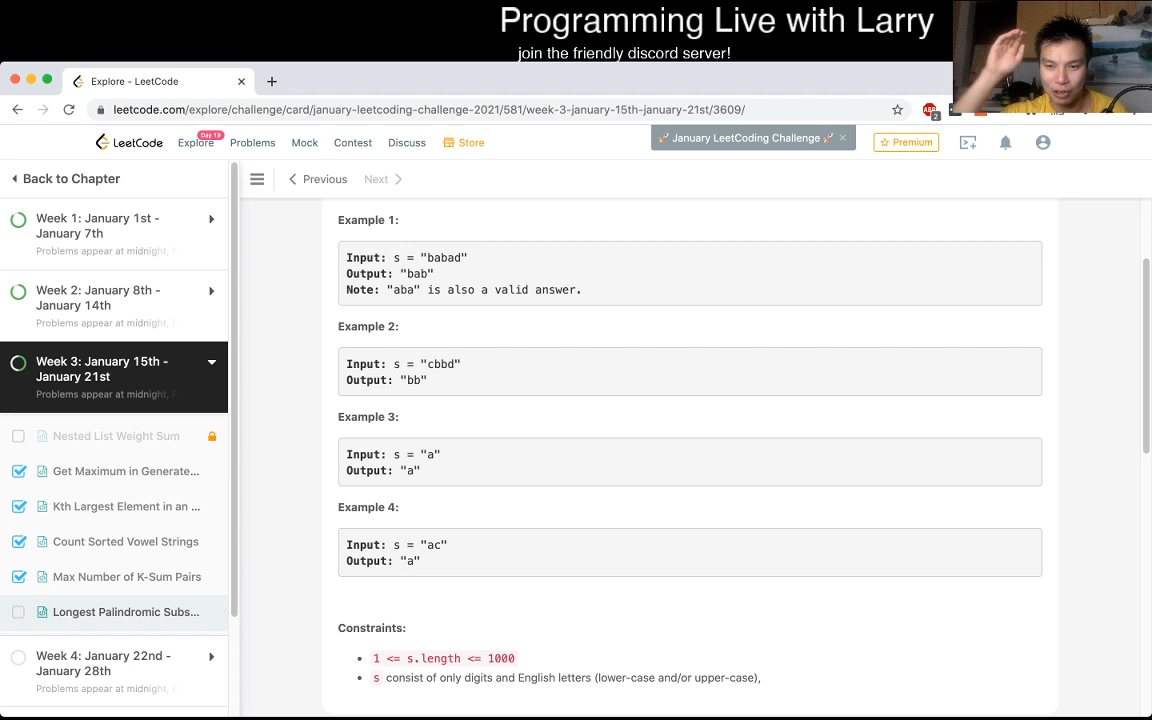 Programming Live with Larry
join the friendly discord server!
Explore - LeetCode
leetcode.com/explore/challenge/card/january-leetcoding-challenge-2021/581/week-3-january-15th-january-21st/3609/
2
LeetCode
Explore
Day 19
Problems
Mock
Contest
Discuss
Store
January LeetCoding Challenge
Premium
Back to Chapter
Previous
Next
Week 1: January 1st -
January 7th
Problems appear at midnight,
Week 2: January 8th -
January 14th
Problems appear at midnight,
Week 3: January 15th -
January 21st
Problems appear at midnight,
Nested List Weight Sum
Get Maximum in Generate...
Kth Largest Element in an ...
Count Sorted Vowel Strings
Max Number of K-Sum Pairs
Longest Palindromic Subs...
Week 4: January 22nd -
January 28th
Problems appear at midnight,
Example 1:
Input: s = "babad"
Output: "bab"
Note: "aba" is also a valid answer.
Example 2:
Input: s = "cbbd"
Output: "bb"
Example 3:
Input: s = "a"
Output: "a"
Example 4:
Input: s = "ac"
Output: "a"
Constraints:
1 <= s.length <= 1000
s consist of only digits and English letters (lower-case and/or upper-case),